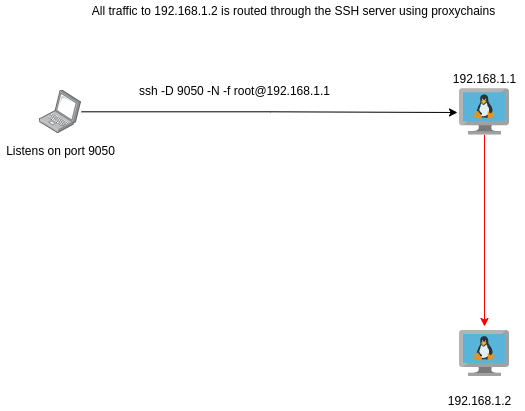 All traffic to 192.168.1.2 is routed through the SSH server using proxychains
192.168.1.1
ssh -D 9050 -N -f root@192.168.1.1
Listens on port 9050
192.168.1.2